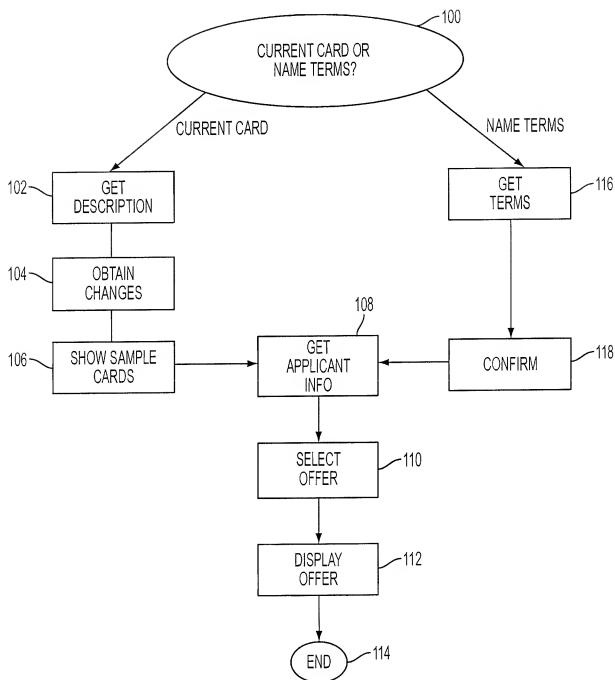 100
CURRENT CARD OR
NAME TERMS?
CURRENT CARD
NAME TERMS
102
GET
DESCRIPTION
GET
TERMS
116
104
OBTAIN
CHANGES
108
106
SHOW SAMPLE
CARDS
GET
APPLICANT
INFO
CONFIRM
118
SELECT
OFFER
110
DISPLAY
OFFER
112
END
114